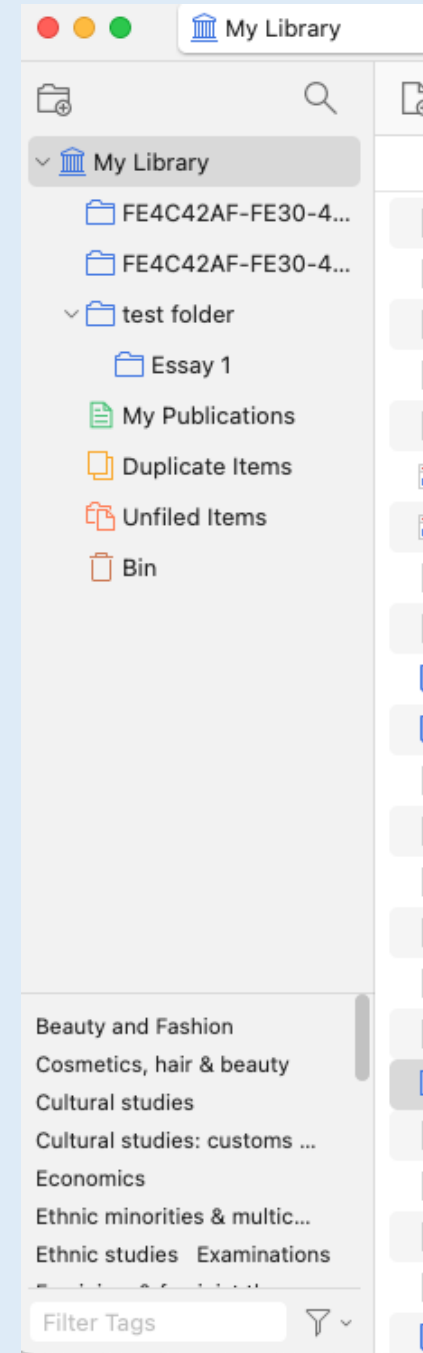 My Library
My Library
FE4C42AF-FE30-4...
FE4C42AF-FE30-4...
test folder
Essay 1
My Publications
Duplicate Items
Unfiled Items
Bin
Beauty and Fashion
Cosmetics, hair & beauty
Cultural studies
Cultural studies: customs ...
Economics
Ethnic minorities & multic...
Ethnic studies Examinations
Filter Tags